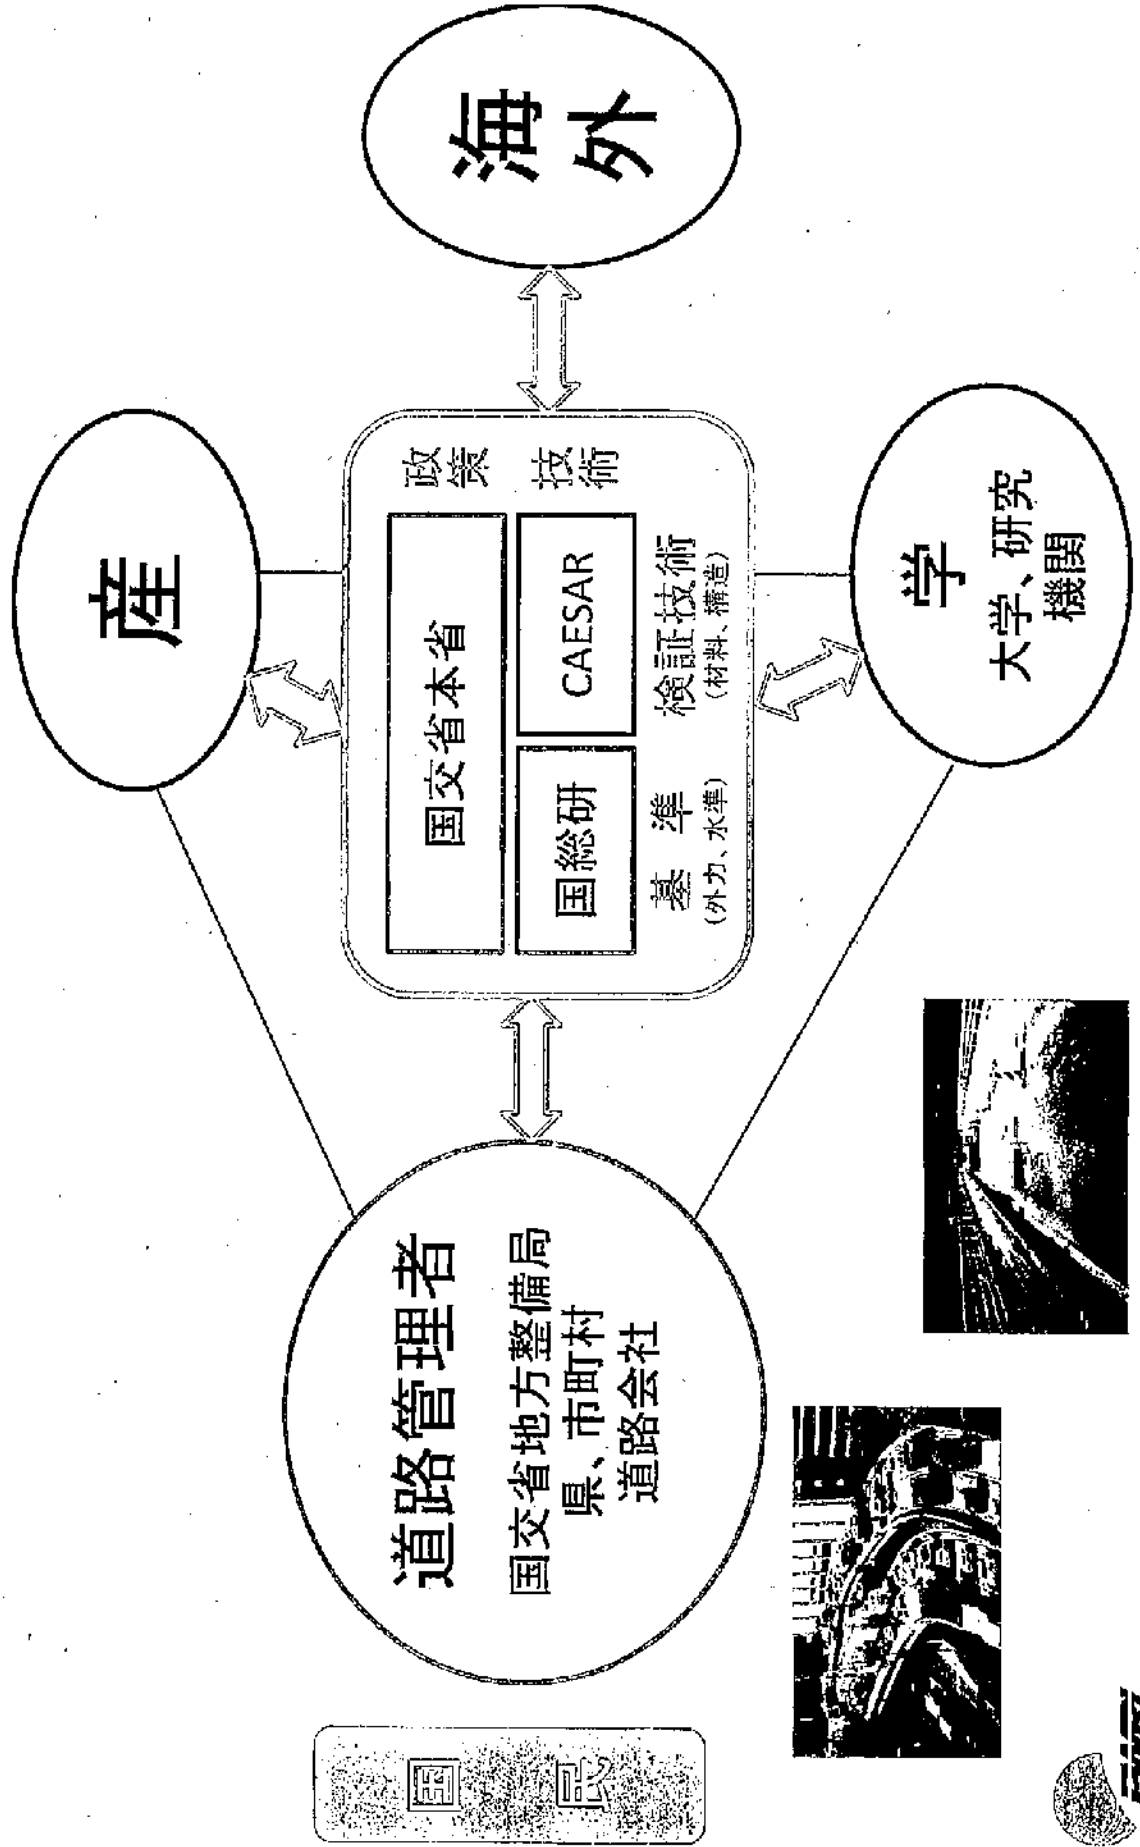 国
民
道路管理者
国交省地方整備局
県、市町村
道路会社
産
国交省本省
政策
国総研
CAESAR
技術
基準
(外力、水準)
検証技術
(材料、構造)
学
大学、研究
機関
海
外